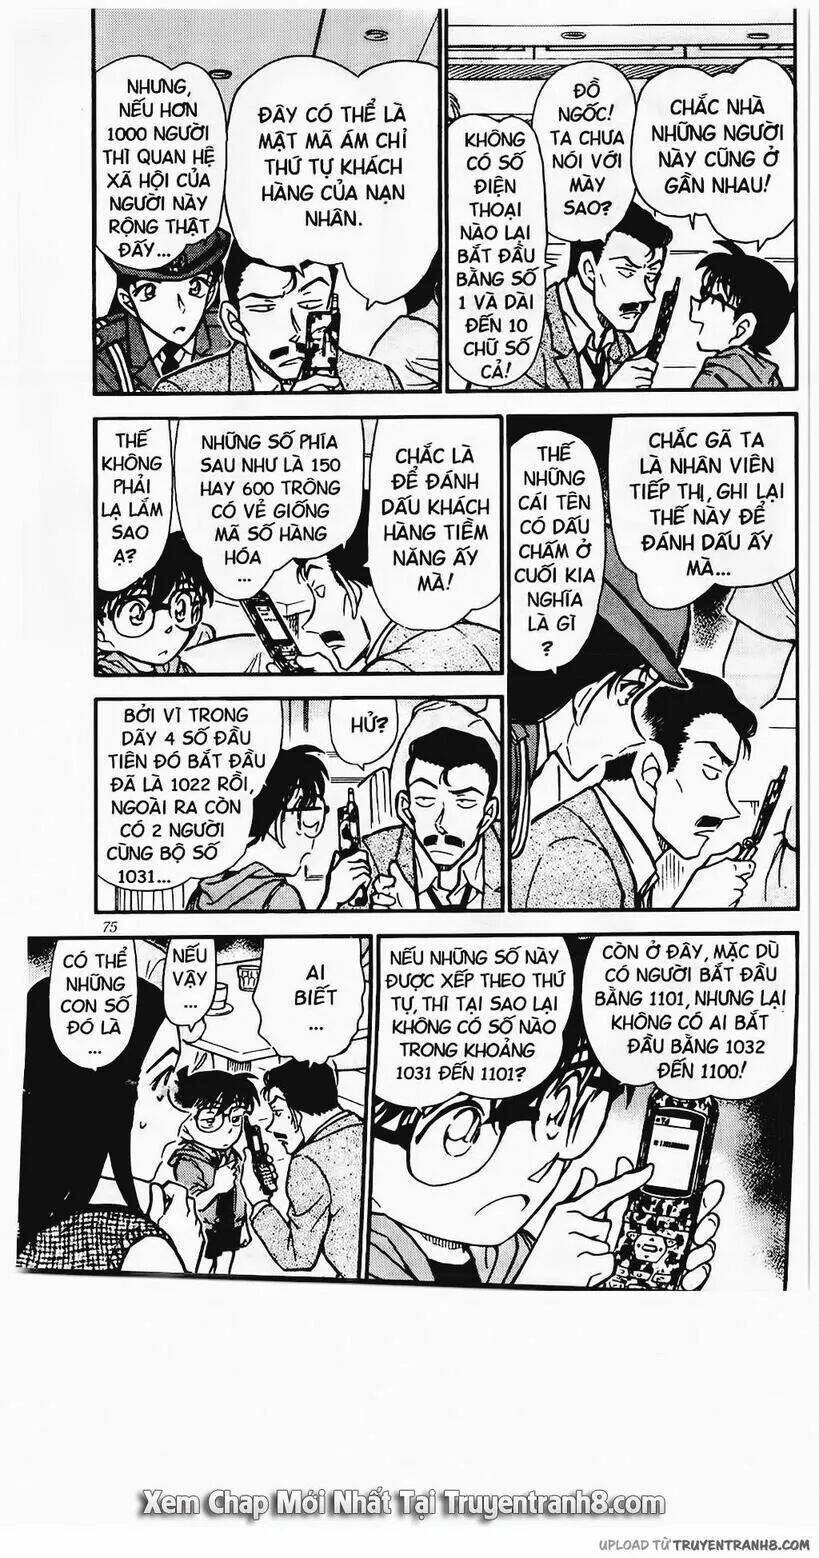 CHẮC NHÀ
NHỮNG NGƯỜI
NÀY CŨNG Ở
GẦN NHAU!
ĐỒ
NGỐC!
TA CHƯA
NÓI VỚI
MÀY
SAO?
KHÔNG
CÓ SỐ
ĐIỆN
THOẠI
NÀO LẠI
BẮT ĐẦU
BẰNG SỐ
1 VÀ DÀI
ĐẾN 10
CHỮ SỐ
CẢ!
ĐÂY CÓ THỂ LÀ
MẬT MÃ ÁM CHỈ
THỨ TỰ KHÁCH
HÀNG CỦA NẠN
NHÂN.
NHƯNG,
NẾU HƠN
1000 NGƯỜI
THÌ QUAN HỆ
XÃ HỘI CỦA
NGƯỜI NÀY
RỘNG THẬT
ĐẤY...
CHẮC GÃ TA
LÀ NHÂN VIÊN
TIẾP THỊ, GHI LẠI
THẾ NÀY ĐỂ
ĐÁNH DẤU ẤY
MÀ...
THẾ
NHỮNG
CÁI TÊN
CÓ DẤU
CHẤM Ở
CUỐI KIA
NGHĨA
LÀ GÌ
?
CHẮC LÀ
ĐỂ ĐÁNH
DẤU KHÁCH
HÀNG TIỀM
NĂNG ẤY
MÀ!
NHỮNG SỐ PHÍA
SAU NHƯ LÀ 150
HAY 600 TRÔNG
CÓ VẺ GIỐNG
MÃ SỐ HÀNG
HÓA
...
THẾ
KHÔNG
PHẢI
LẠ LẮM
SAO
Ạ?
HỬ?
BỞI VÌ TRONG
DÃY 4 SỐ ĐẦU
TIÊN ĐÓ BẮT ĐẦU
ĐÃ LÀ 1022 RỒI,
NGOÀI RA CÒN
CÓ 2 NGƯỜI
CÙNG BỘ SỐ
1031...
75
CÒN Ở ĐÂY, MẶC DÙ
CÓ NGƯỜI BẮT ĐẦU
BẰNG 1101, NHƯNG LẠI
KHÔNG CÓ AI BẮT
ĐẦU BẰNG 1032
ĐẾN 1100!
NẾU NHỮNG SỐ NÀY
ĐƯỢC XẾP THEO THỨ
TỰ, THÌ TẠI SAO LẠI
KHÔNG CÓ SỐ NÀO
TRONG KHOẢNG
1031 ĐẾN 1101?
AI
BIẾT
...
NẾU
VẬY
...
CÓ THỂ
NHỮNG
CON SỐ
ĐÓ LÀ
...
Xem Chap Mới Nhất Tại Truyentranh8.com
UPLOAD TỪ TRUYENTRANH8.COM